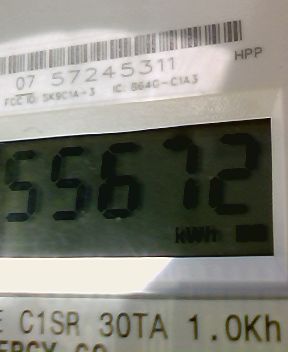 07 57245311
HPP
FCC ID: SK9C1A-3 IC: 864G-C1A3
55672
kWh
C1SR 30TA 1.0Kh